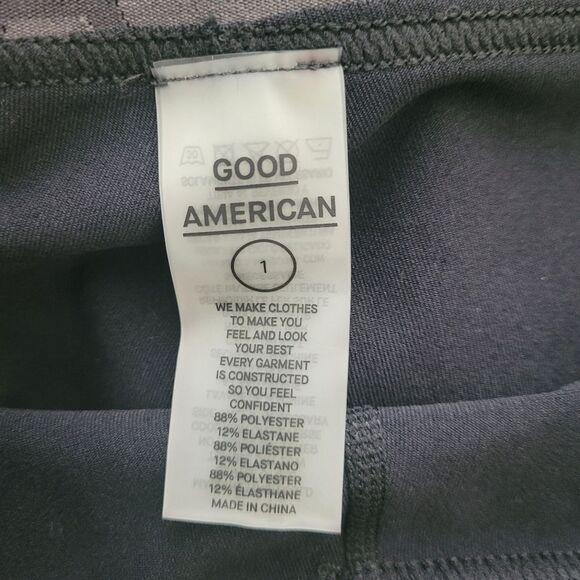 GOOD
AMERICAN
1
WE MAKE CLOTHES
TO MAKE YOU
FEEL AND LOOK
YOUR BEST
EVERY GARMENT
IS CONSTRUCTED
SO YOU FEEL
CONFIDENT
88% POLYESTER
12% ELASTANE
88% POLIÉSTER
12% ELASTANO
88% POLYESTER
12% ÉLASTHANE
MADE IN CHINA